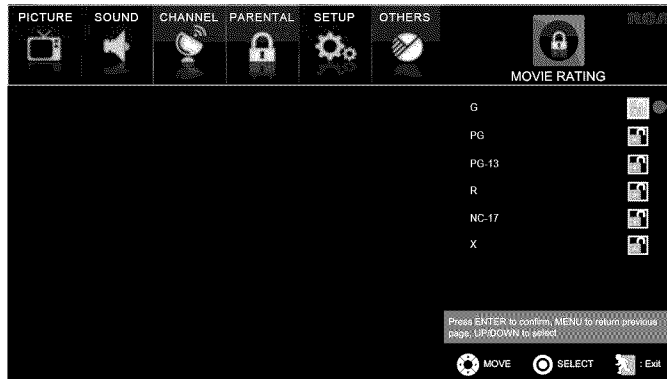 PICTURE SOUND CHANNEL PARENTAL SETUP OTHERS
RCA
MOVIE RATING
G
PG
PG-13
R
NC-17
X
Press ENTER to confirm, MENU to return previous
page, UP/DOWN to select
MOVE SELECT : Exit